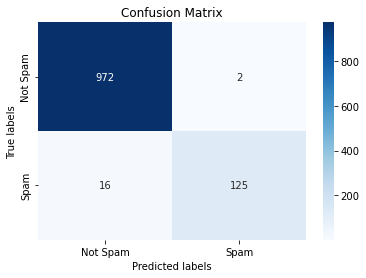 Confusion Matrix
True labels
Not Spam
972
2
Spam
16
125
Not Spam Spam
Predicted labels
800
600
400
200